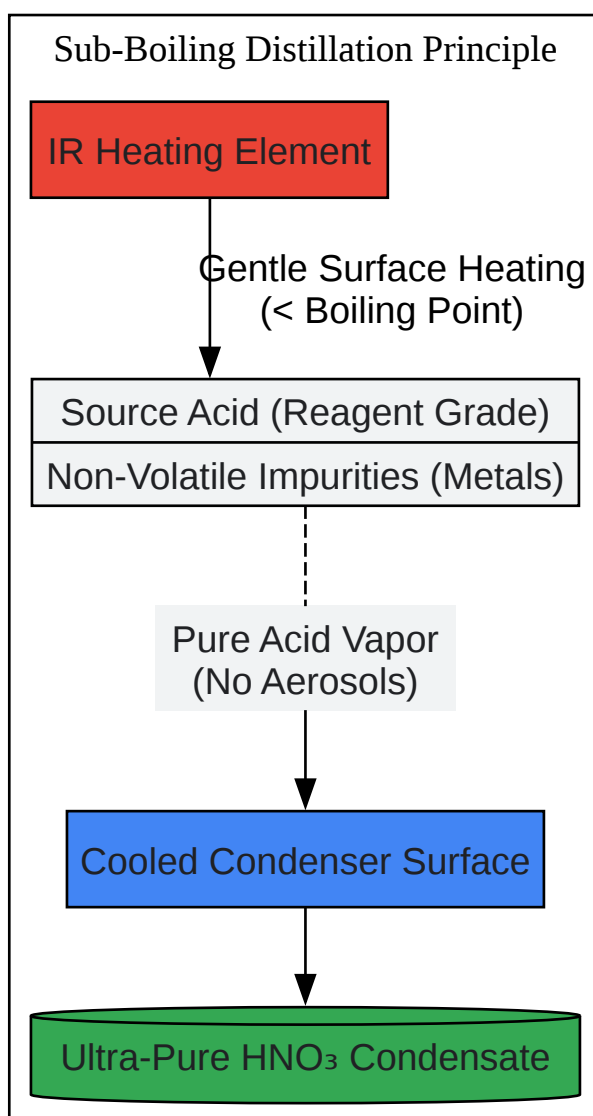 Sub-Boiling Distillation Principle
IR Heating Element
Gentle Surface Heating
(< Boiling Point)
Source Acid (Reagent Grade)
Non-Volatile Impurities (Metals)
Pure Acid Vapor
(No Aerosols)
Cooled Condenser Surface
Ultra-Pure HNO₃ Condensate